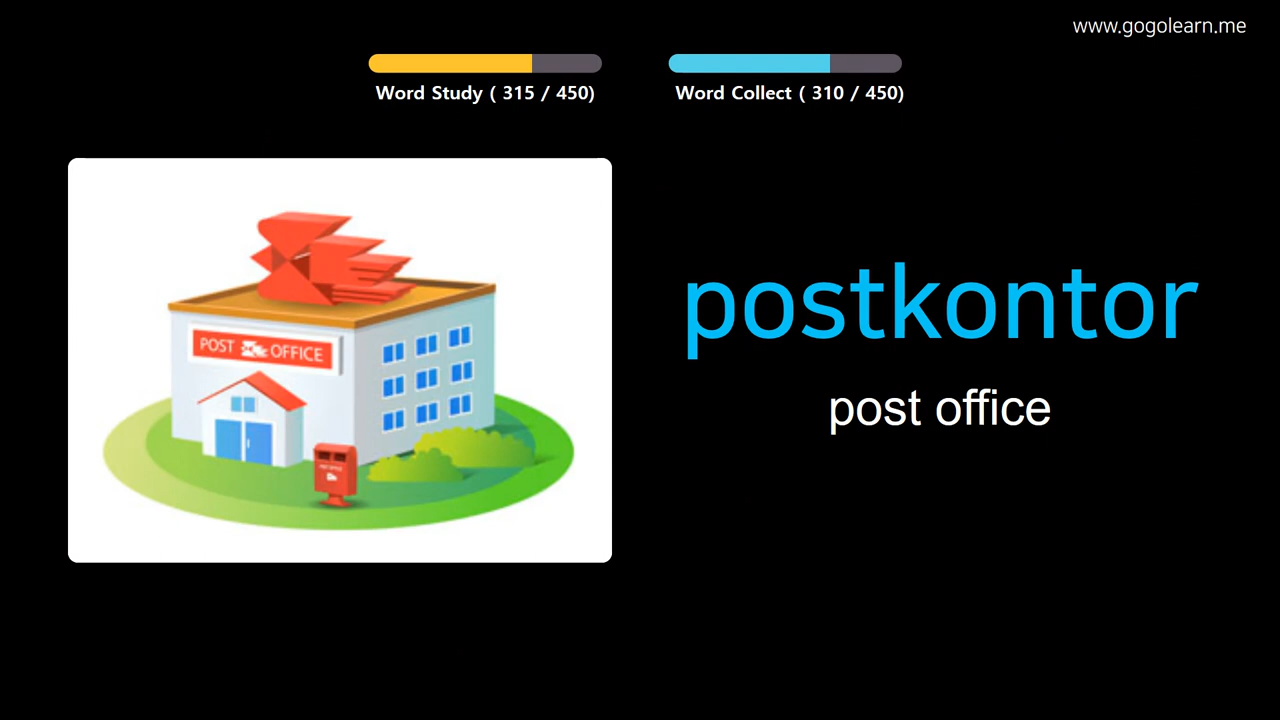 www.gogolearn.me
Word Study ( 315 / 450)
Word Collect ( 310 / 450)
POST OFFICE
postkontor
post office